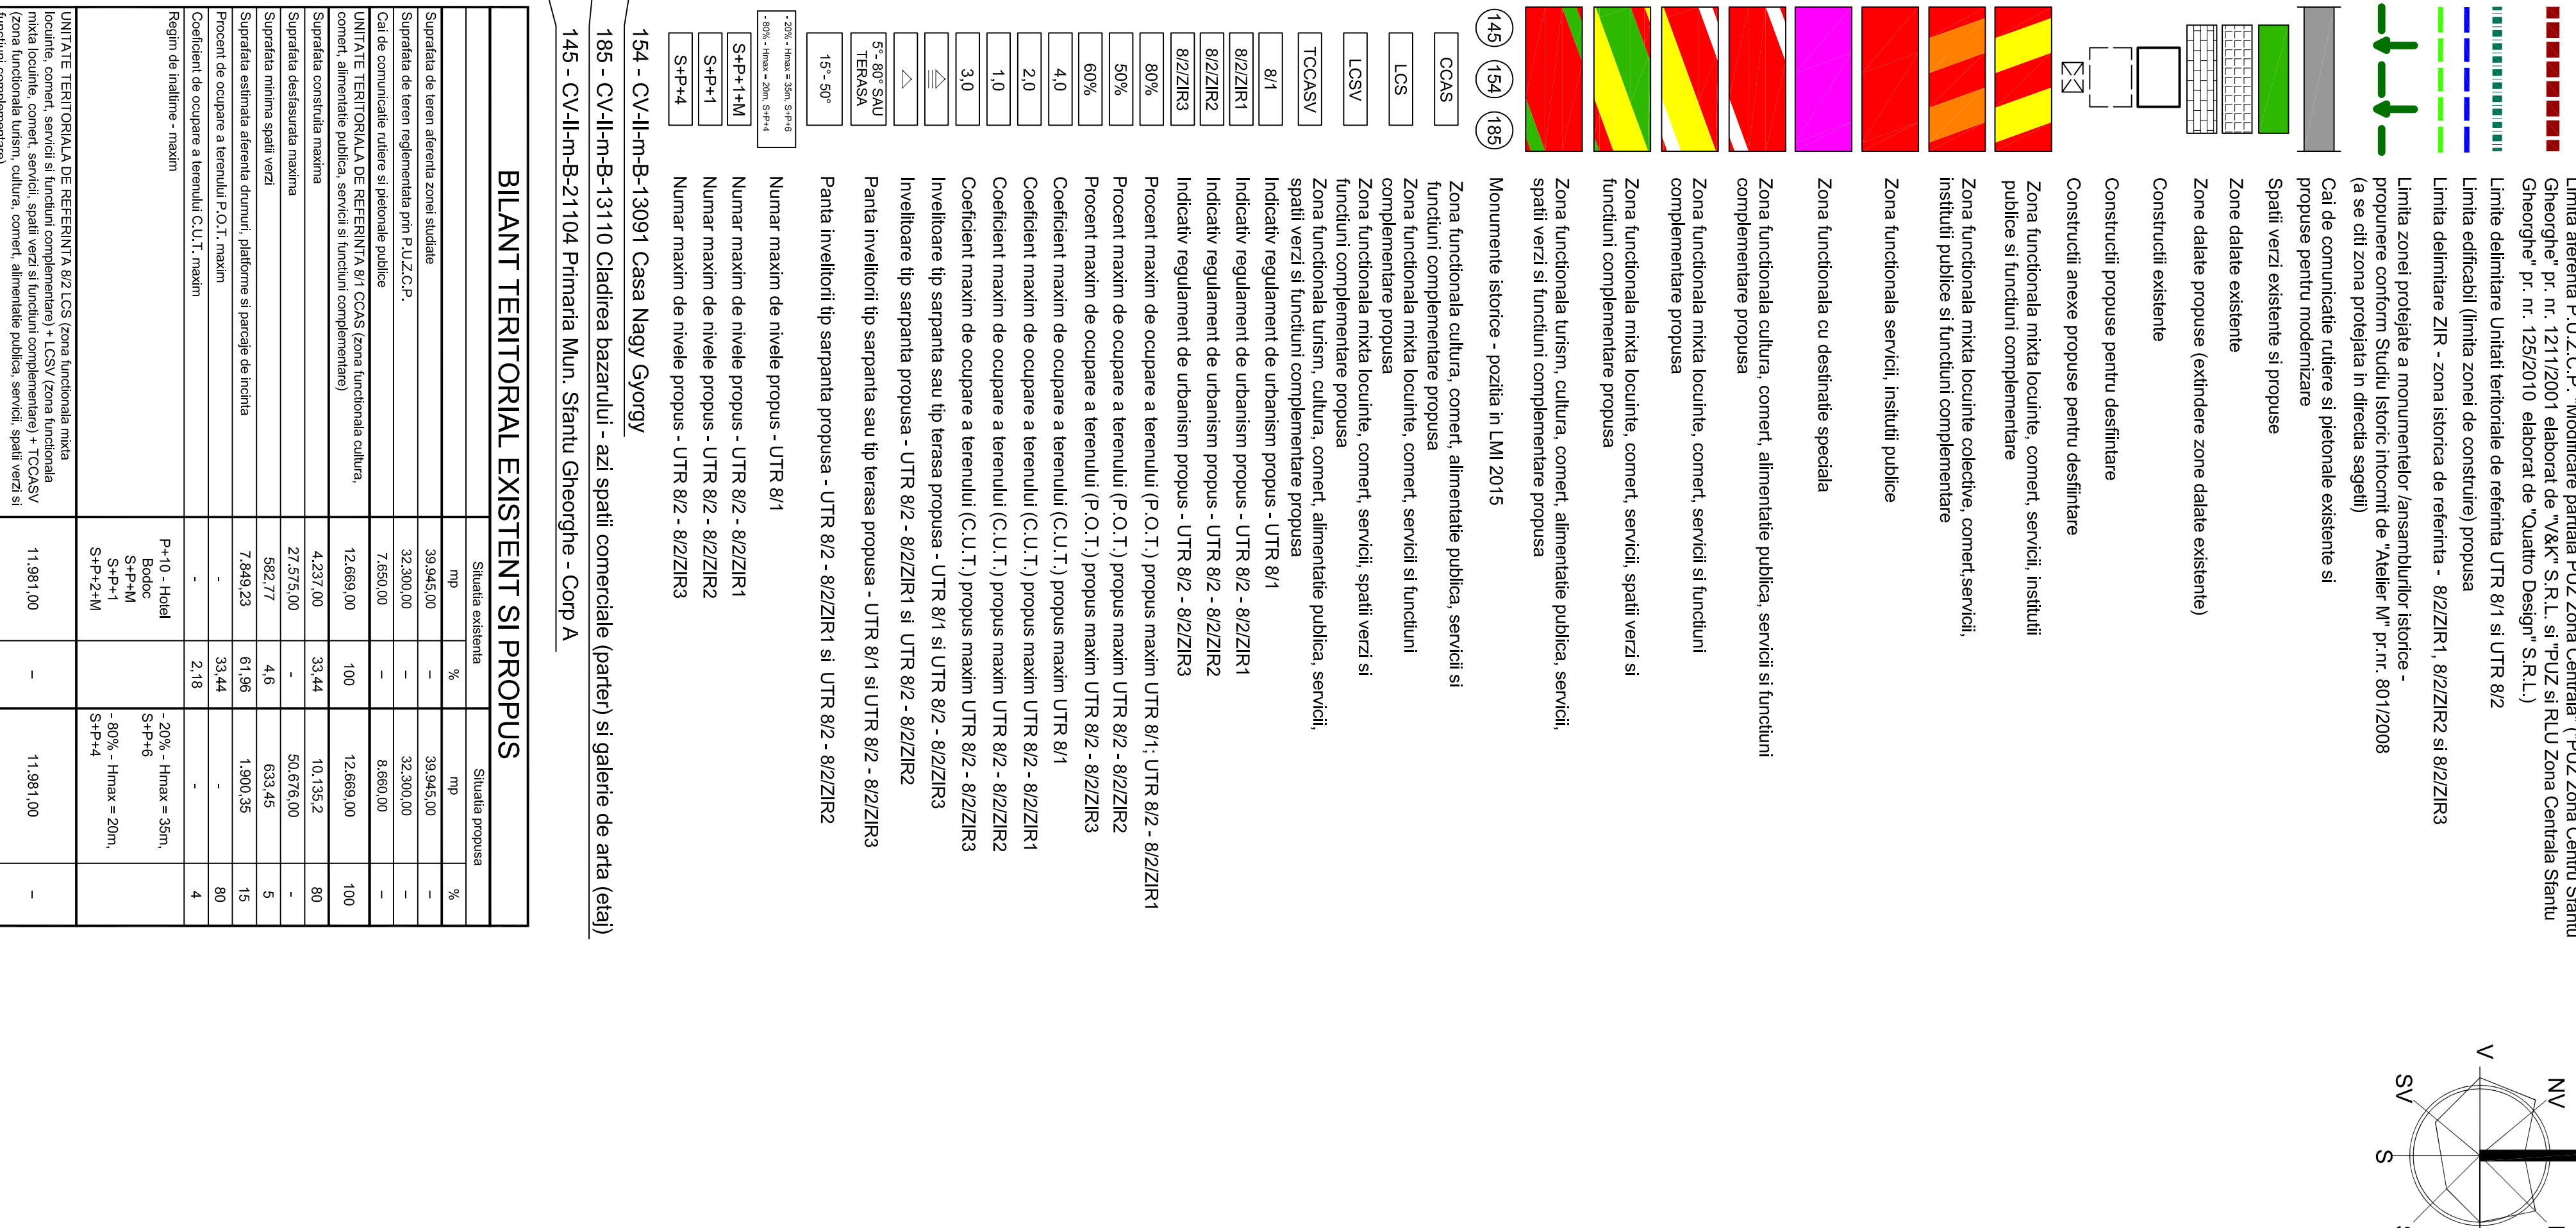 Limita aferenta P.U.Z.C.P. "Modificare partiala PUZ Zona Centrala" ("PUZ Zona Centru Sfantu
Gheorghe" pr. nr. 1211/2001 elaborat de "V&K" S.R.L. si "PUZ si RLU Zona Centrala Sfantu
Gheorghe" pr. nr. 125/2010 elaborat de "Quattro Design" S.R.L.)
Limite delimitare Unitati teritoriale de referinta UTR 8/1 si UTR 8/2
Limita edificabil (limita zonei de construire) propusa
Limita delimitare ZIR - zona istorica de referinta - 8/2/ZIR1, 8/2/ZIR2 si 8/2/ZIR3
Limita zonei protejate a monumentelor /ansamblurilor istorice -
propunere conform Studiu Istoric intocmit de "Atelier M" pr.nr. 801/2008
(a se citi zona protejata in directia sagetii)
Cai de comunicatie rutiere si pietonale existente si
propuse pentru modernizare
Spatii verzi existente si propuse
Zone dalate existente
Zone dalate propuse (extindere zone dalate existente)
Constructii existente
Constructii propuse pentru desfiintare
Constructii anexe propuse pentru desfiintare
Zona functionala mixta locuinte, comert, servicii, institutii
publice si functiuni complementare
Zona functionala mixta locuinte colective, comert,servicii,
institutii publice si functiuni complementare
Zona functionala servicii, insitutii publice
Zona functionala cu destinatie speciala
Zona functionala cultura, comert, alimentatie publica, servicii si functiuni
complementare propusa
Zona functionala mixta locuinte, comert, servicii si functiuni
complementare propusa
Zona functionala mixta locuinte, comert, servicii, spatii verzi si
functiuni complementare propusa
Zona functionala turism, cultura, comert, alimentatie publica, servicii,
spatii verzi si functiuni complementare propusa
145 154 185 Monumente istorice - pozitia in LMI 2015
CCAS Zona functionala cultura, comert, alimentatie publica, servicii si
functiuni complementare propusa
LCS Zona functionala mixta locuinte, comert, servicii si functiuni
complementare propusa
LCSV Zona functionala mixta locuinte, comert, servicii, spatii verzi si
functiuni complementare propusa
TCCASV Zona functionala turism, cultura, comert, alimentatie publica, servicii,
spatii verzi si functiuni complementare propusa
8/1 Indicativ regulament de urbanism propus - UTR 8/1
8/2/ZIR1 Indicativ regulament de urbanism propus - UTR 8/2 - 8/2/ZIR1
8/2/ZIR2 Indicativ regulament de urbanism propus - UTR 8/2 - 8/2/ZIR2
8/2/ZIR3 Indicativ regulament de urbanism propus - UTR 8/2 - 8/2/ZIR3
80% Procent maxim de ocupare a terenului (P.O.T.) propus maxim UTR 8/1; UTR 8/2 - 8/2/ZIR1
50% Procent maxim de ocupare a terenului (P.O.T.) propus maxim UTR 8/2 - 8/2/ZIR2
60% Procent maxim de ocupare a terenului (P.O.T.) propus maxim UTR 8/2 - 8/2/ZIR3
4,0 Coeficient maxim de ocupare a terenului (C.U.T.) propus maxim UTR 8/1
2,0 Coeficient maxim de ocupare a terenului (C.U.T.) propus maxim UTR 8/2 - 8/2/ZIR1
1,0 Coeficient maxim de ocupare a terenului (C.U.T.) propus maxim UTR 8/2 - 8/2/ZIR2
3,0 Coeficient maxim de ocupare a terenului (C.U.T.) propus maxim UTR 8/2 - 8/2/ZIR3
Invelitoare tip sarpanta sau tip terasa propusa - UTR 8/1 si UTR 8/2 - 8/2/ZIR3
Invelitoare tip sarpanta propusa - UTR 8/2 - 8/2/ZIR1 si UTR 8/2 - 8/2/ZIR2
5°- 80° SAU
TERASA Panta invelitorii tip sarpanta sau tip terasa propusa - UTR 8/1 si UTR 8/2 - 8/2/ZIR3
15°- 50° Panta invelitorii tip sarpanta propusa - UTR 8/2 - 8/2/ZIR1 si UTR 8/2 - 8/2/ZIR2
- 20% - Hmax = 35m, S+P+6
- 80% - Hmax = 20m, S+P+4
Numar maxim de nivele propus - UTR 8/1
S+P+1+M Numar maxim de nivele propus - UTR 8/2 - 8/2/ZIR1
S+P+1 Numar maxim de nivele propus - UTR 8/2 - 8/2/ZIR2
S+P+4 Numar maxim de nivele propus - UTR 8/2 - 8/2/ZIR3
154 - CV-II-m-B-13091 Casa Nagy Gyorgy
185 - CV-II-m-B-13110 Cladirea bazarului - azi spatii comerciale (parter) si galerie de arta (etaj)
145 - CV-II-m-B-21104 Primaria Mun. Sfantu Gheorghe - Corp A
BILANT TERITORIAL EXISTENT SI PROPUS
Situatia existenta Situatia propusa
mp % mp %
Suprafata de teren aferenta zonei studiate 39.945,00 – 39.945,00 –
Suprafata de teren reglementata prin P.U.Z.C.P. 32.300,00 – 32.300,00 –
Cai de comunicatie rutiere si pietonale publice 7.650,00 – 8.660,00 –
UNITATE TERITORIALA DE REFERINTA 8/1 CCAS (zona functionala cultura,
comert, alimentatie publica, servicii si functiuni complementare) 12.669,00 100 12.669,00 100
Suprafata construita maxima 4.237,00 33,44 10.135,2 80
Suprafata desfasurata maxima 27.575,00 - 50.676,00 -
Suprafata minima spatii verzi 582,77 4,6 633,45 5
Suprafata estimata aferenta drumuri, platforme si parcaje de incinta 7.849,23 61,96 1.900,35 15
Procent de ocupare a terenului P.O.T. maxim - 33,44 - 80
Coeficient de ocupare a terenului C.U.T. maxim - 2,18 - 4
Regim de inaltime - maxim
P+10 - Hotel
Bodoc
S+P+M
S+P+1
S+P+2+M
- 20% - Hmax = 35m,
S+P+6
- 80% - Hmax = 20m,
S+P+4
UNITATE TERITORIALA DE REFERINTA 8/2 LCS (zona functionala mixta
locuinte, comert, servicii si functiuni complementare) + LCSV (zona functionala
mixta locuinte, comert, servicii, spatii verzi si functiuni complementare) + TCCASV
(zona functionala turism, cultura, comert, alimentatie publica, servicii, spatii verzi si
functiuni complementare)
11.981,00 – 11.981,00 –
NV
V
SV
S